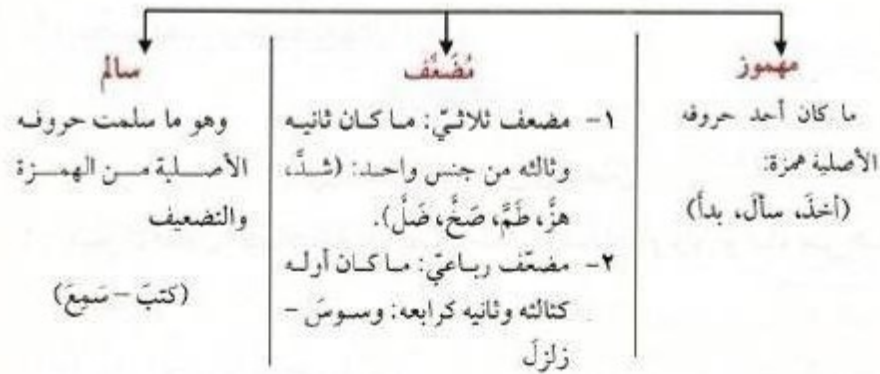 مهموز
ما كان أحد حروفه
الأصلية همزة:
(أخذَ، سألَ، بدأَ)
مُضَعَّف
١- مضعف ثلاثيّ: ما كان ثانيه
وثالثه من جنس واحد: (شدَّ،
هزَّ، طَمَّ، صَخَّ، ضَلَّ).
٢- مضعّف رباعيّ: ما كان أوله
كثالثه وثانيه كرابعه: وسوسَ -
زلزلَ
سالم
وهو ما سلمت حروفه
الأصلية من الهمزة
والتضعيف
(كتبَ - سَمِعَ)